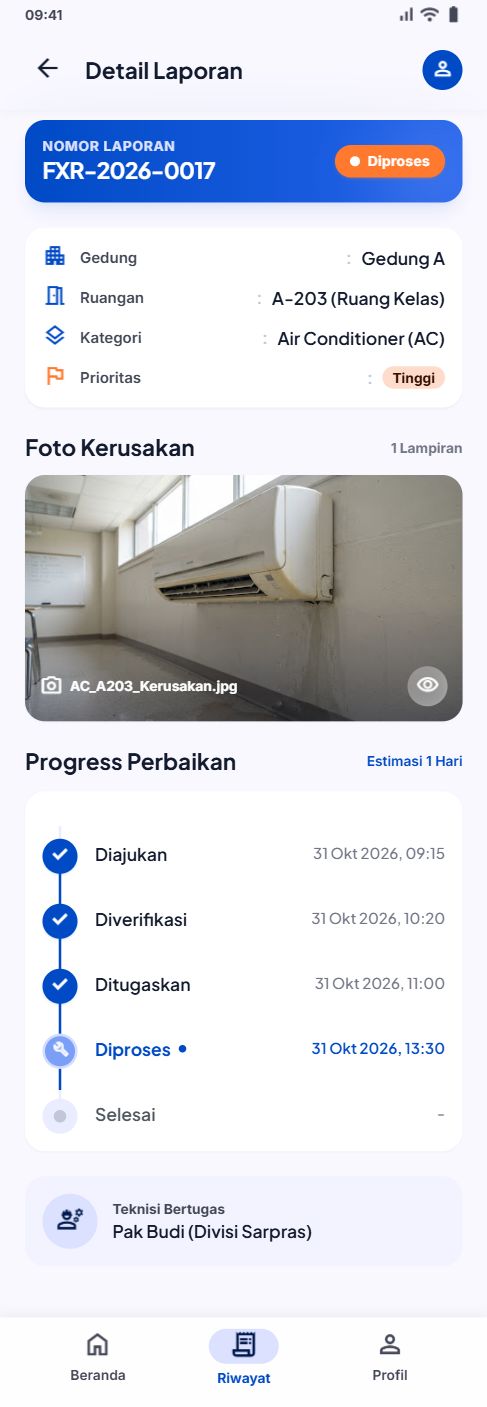 09:41
Detail Laporan
NOMOR LAPORAN
FXR-2026-0017
Diproses
Gedung : Gedung A
Ruangan : A-203 (Ruang Kelas)
Kategori : Air Conditioner (AC)
Prioritas : Tinggi
Foto Kerusakan
1 Lampiran
AC_A203_Kerusakan.jpg
Progress Perbaikan
Estimasi 1 Hari
Diajukan 31 Okt 2026, 09:15
Diverifikasi 31 Okt 2026, 10:20
Ditugaskan 31 Okt 2026, 11:00
Diproses 31 Okt 2026, 13:30
Selesai -
Teknisi Bertugas
Pak Budi (Divisi Sarpras)
Beranda
Riwayat
Profil